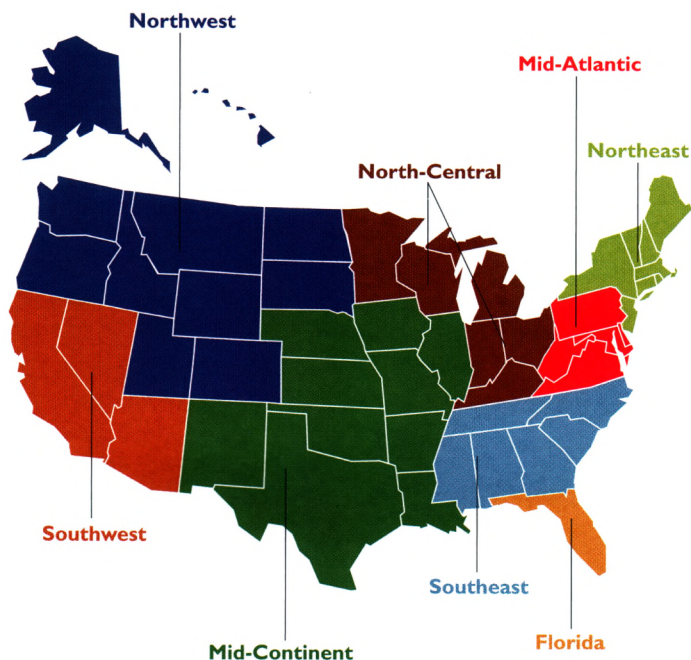 Northwest
Mid-Atlantic
Northeast
North-Central
Southwest
Southeast
Florida
Mid-Continent